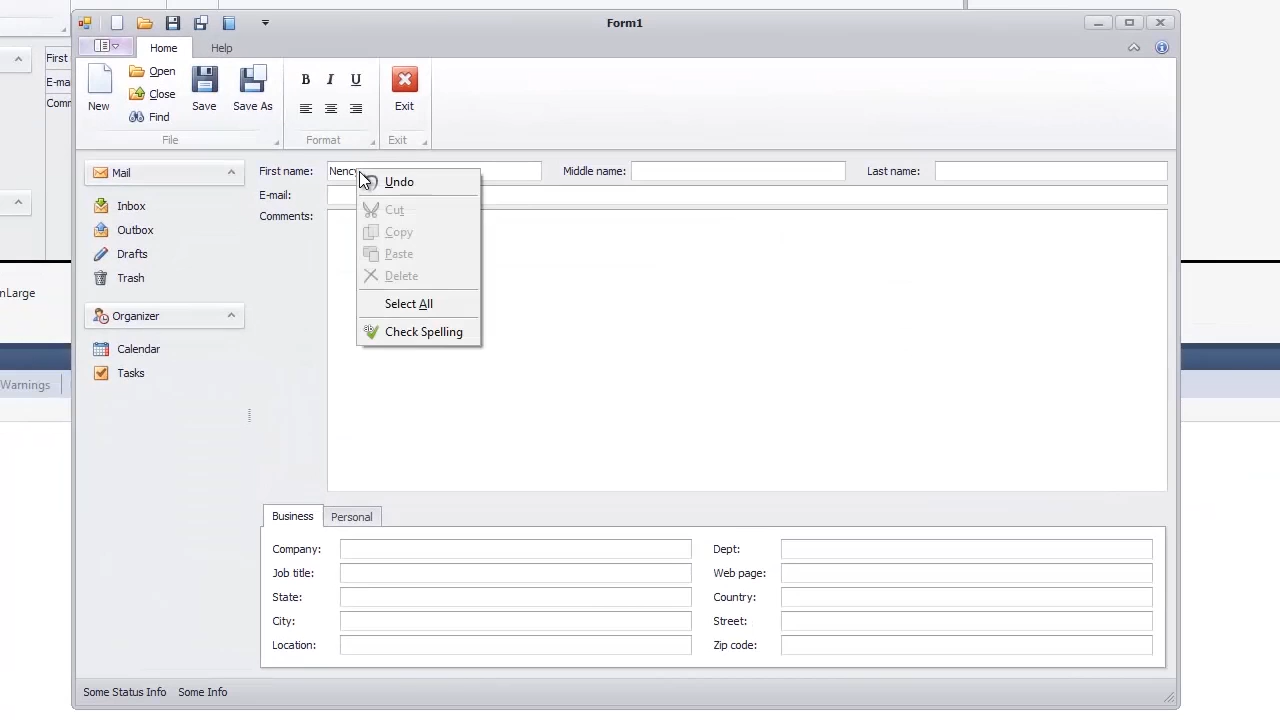 Form1
Home
Help
New
Open
Close
Find
Save
Save As
File
B I U
Format
Exit
Exit
Mail
Inbox
Outbox
Drafts
Trash
Organizer
Calendar
Tasks
First name:
Middle name:
Last name:
E-mail:
Comments:
Undo
Cut
Copy
Paste
Delete
Select All
Check Spelling
Business
Personal
Company:
Dept:
Job title:
Web page:
State:
Country:
City:
Street:
Location:
Zip code:
Some Status Info
Some Info
First
E-ma
Comm
nLarge
Warnings